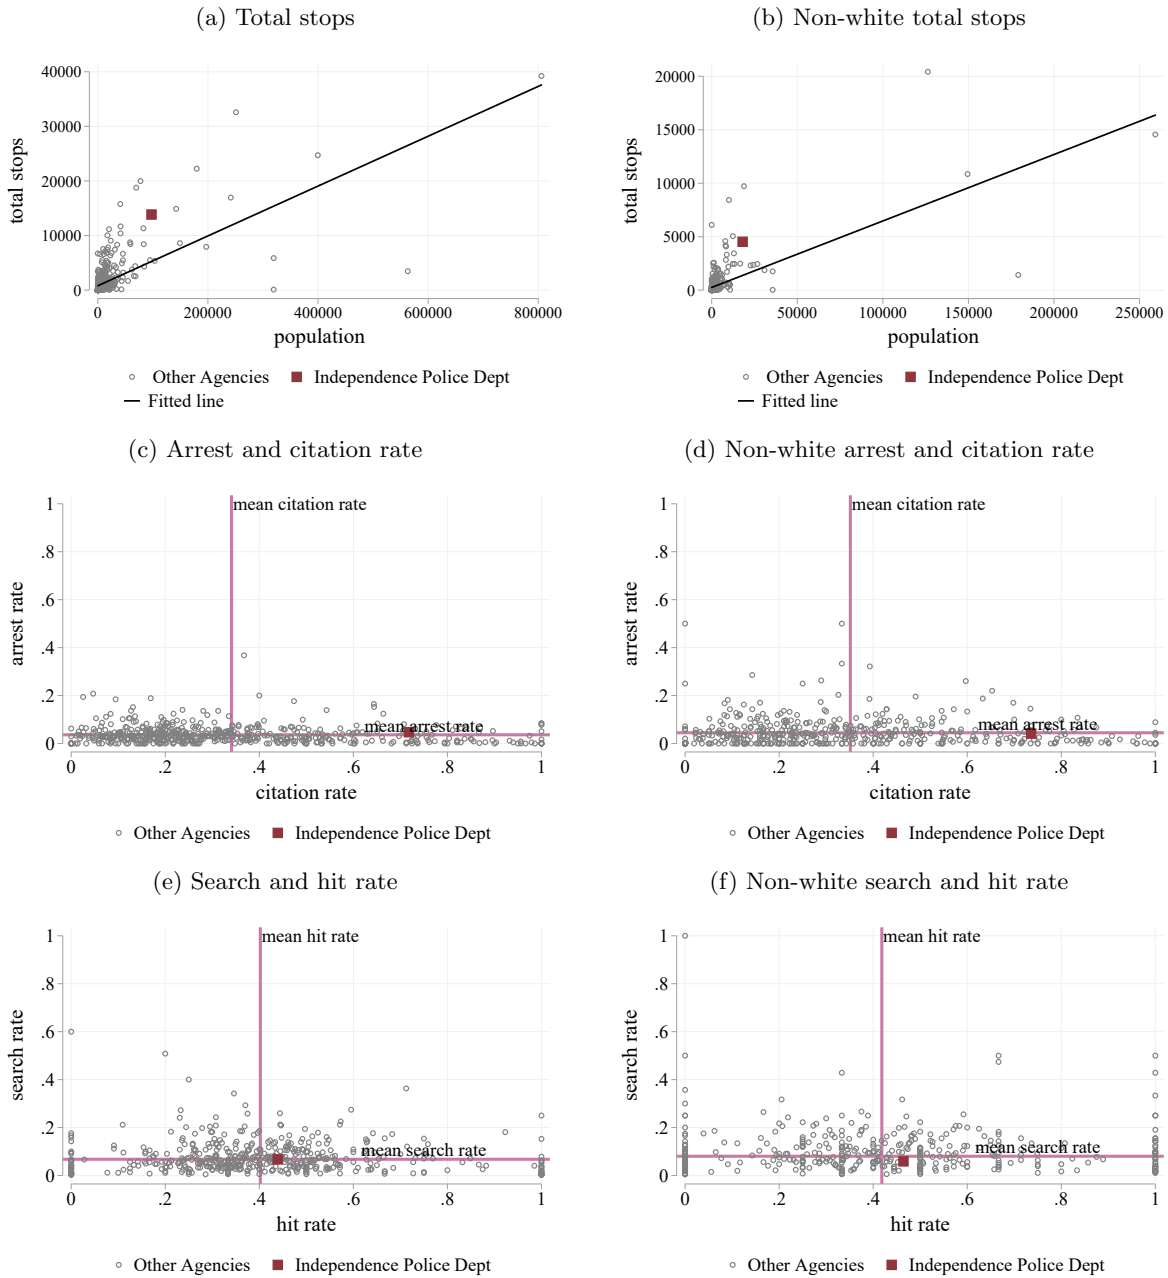 (a) Total stops
40000
30000
20000
10000
0
total stops
0 200000 400000 600000 800000
population
Other Agencies Independence Police Dept
Fitted line
(b) Non-white total stops
20000
15000
10000
5000
0
total stops
0 50000 100000 150000 200000 250000
population
Other Agencies Independence Police Dept
Fitted line
(c) Arrest and citation rate
1
.8
.6
.4
.2
0
arrest rate
mean citation rate
mean arrest rate
0 .2 .4 .6 .8 1
citation rate
Other Agencies Independence Police Dept
(d) Non-white arrest and citation rate
1
.8
.6
.4
.2
0
arrest rate
mean citation rate
mean arrest rate
0 .2 .4 .6 .8 1
citation rate
Other Agencies Independence Police Dept
(e) Search and hit rate
1
.8
.6
.4
.2
0
search rate
mean hit rate
mean search rate
0 .2 .4 .6 .8 1
hit rate
Other Agencies Independence Police Dept
(f) Non-white search and hit rate
1
.8
.6
.4
.2
0
search rate
mean hit rate
mean search rate
0 .2 .4 .6 .8 1
hit rate
Other Agencies Independence Police Dept